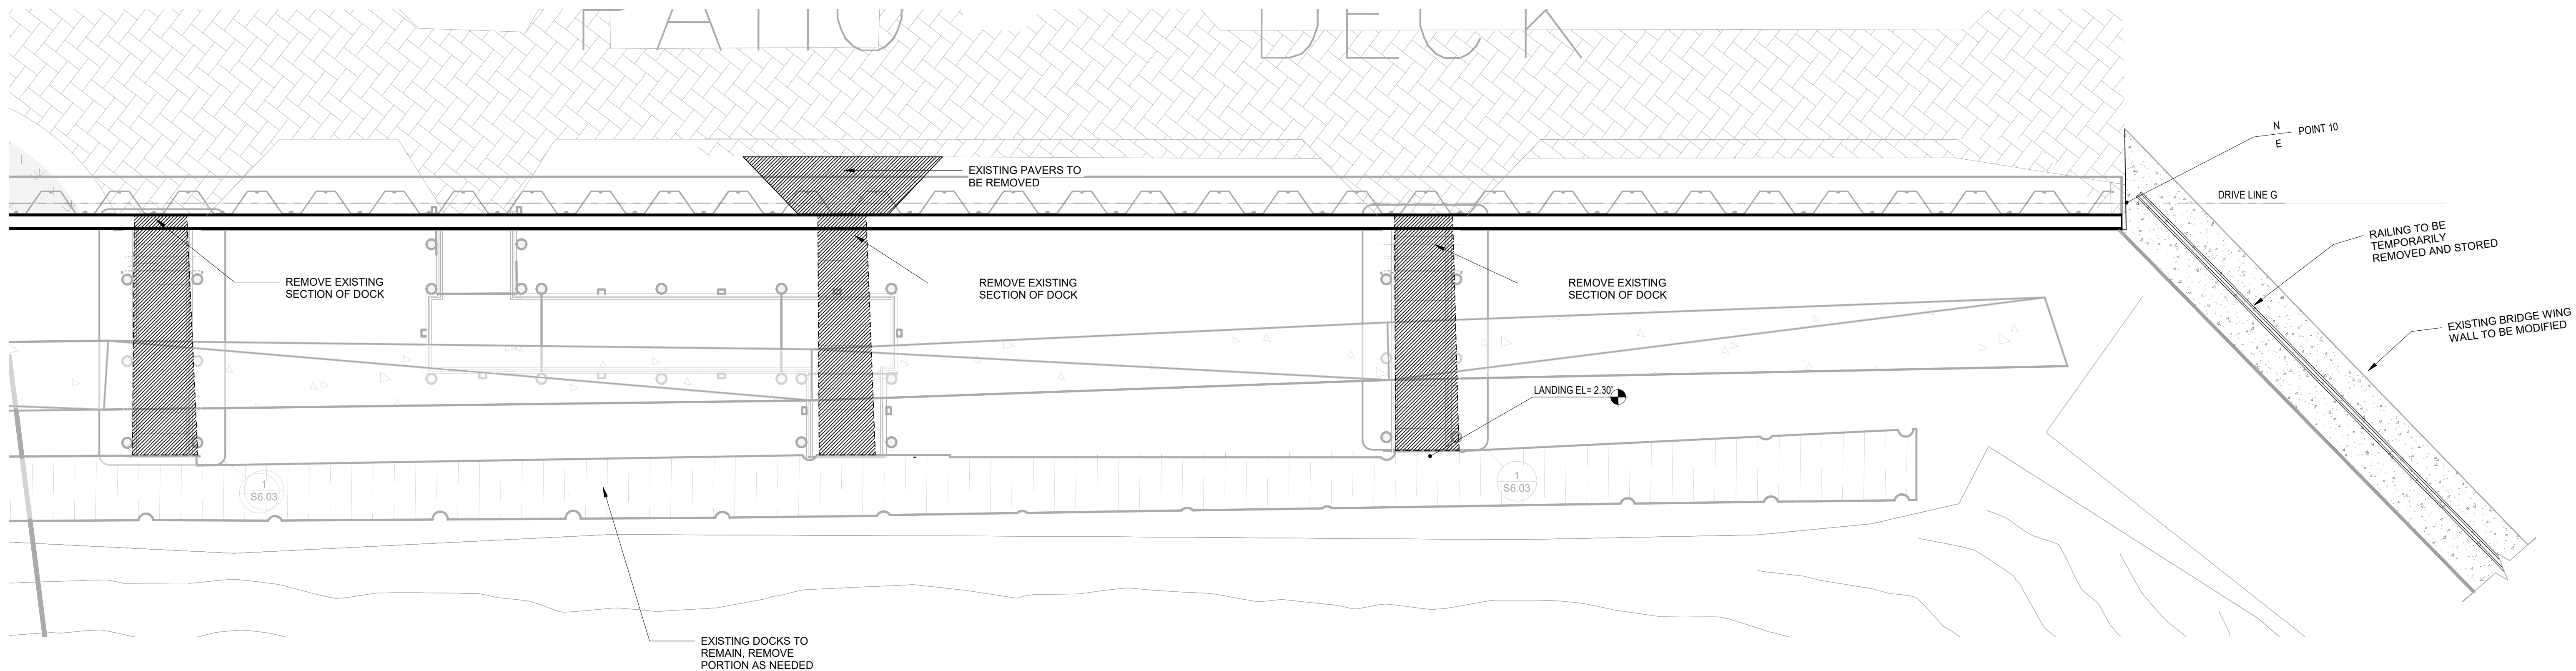 PATIO DECK
N
E
POINT 10
EXISTING PAVERS TO
BE REMOVED
DRIVE LINE G
RAILING TO BE
TEMPORARILY
REMOVED AND STORED
REMOVE EXISTING
SECTION OF DOCK
REMOVE EXISTING
SECTION OF DOCK
REMOVE EXISTING
SECTION OF DOCK
EXISTING BRIDGE WING
WALL TO BE MODIFIED
LANDING EL= 2.30'
1
S6.03
1
S6.03
EXISTING DOCKS TO
REMAIN, REMOVE
PORTION AS NEEDED